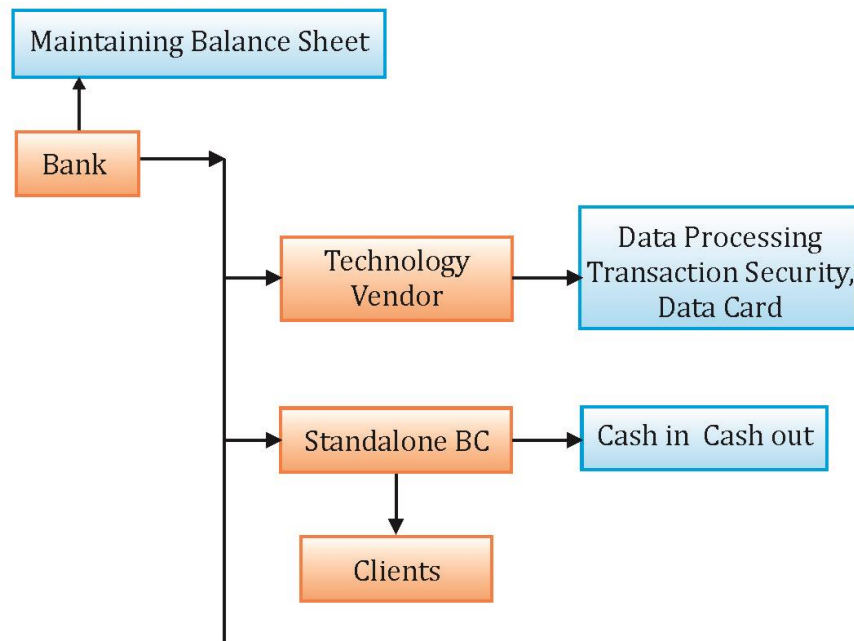 Maintaining Balance Sheet
Bank
Technology
Vendor
Data Processing
Transaction Security,
Data Card
Standalone BC
Cash in Cash out
Clients